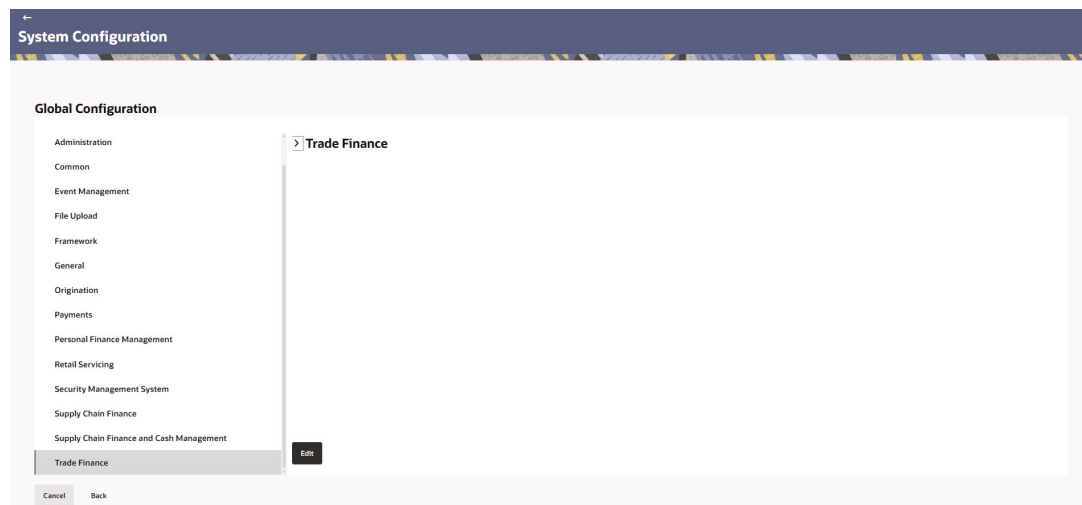 System Configuration
Global Configuration
Administration
Common
Event Management
File Upload
Framework
General
Origination
Payments
Personal Finance Management
Retail Servicing
Security Management System
Supply Chain Finance
Supply Chain Finance and Cash Management
Trade Finance
Trade Finance
Edit
Cancel Back